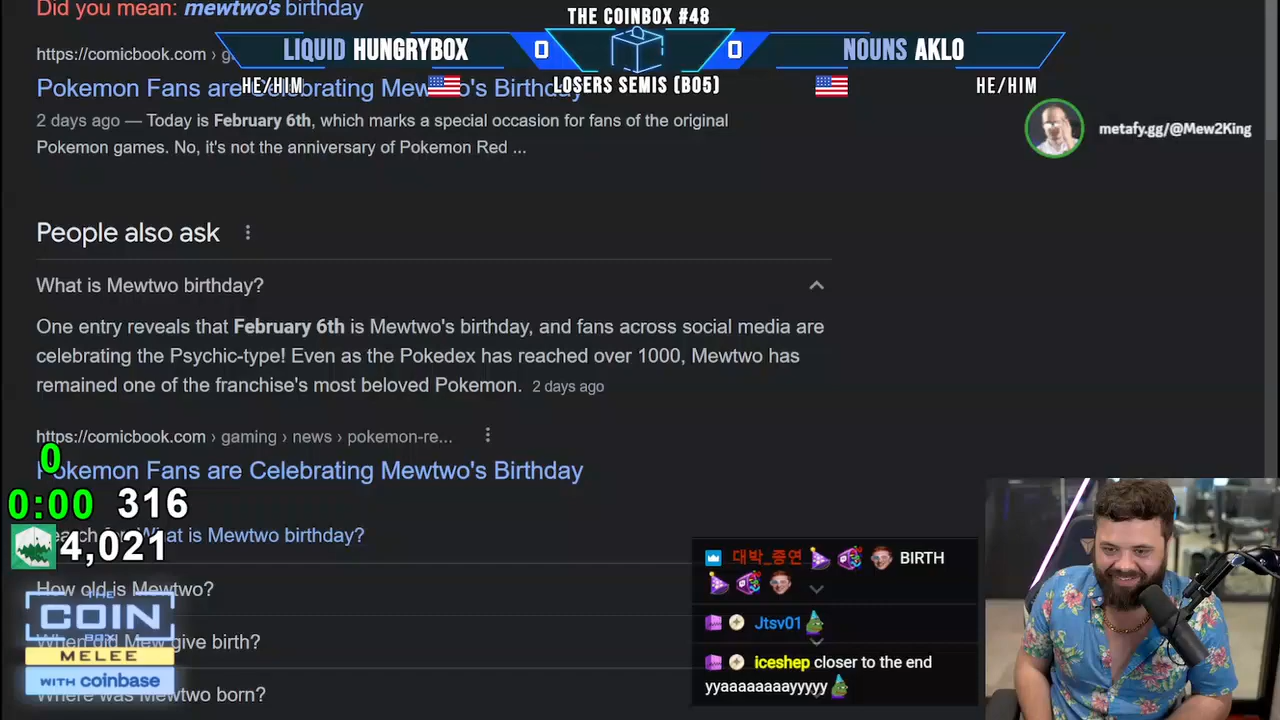 Did you mean: mewtwo's birthday
THE COINBOX #48
https://comicbook.com › g
LIQUID HUNGRYBOX
0
0
NOUNS AKLO
Pokemon Fans are Celebrating Mewtwo's Birthday
HE/HIM
LOSERS SEMIS (BO5)
HE/HIM
2 days ago — Today is February 6th, which marks a special occasion for fans of the original
Pokemon games. No, it's not the anniversary of Pokemon Red ...
metafy.gg/@Mew2King
People also ask
What is Mewtwo birthday?
One entry reveals that February 6th is Mewtwo's birthday, and fans across social media are
celebrating the Psychic-type! Even as the Pokedex has reached over 1000, Mewtwo has
remained one of the franchise's most beloved Pokemon. 2 days ago
https://comicbook.com › gaming › news › pokemon-re...
Pokemon Fans are Celebrating Mewtwo's Birthday
0
0:00 316
4,021
Search for: What is Mewtwo birthday?
How old is Mewtwo?
When did Mew give birth?
Where was Mewtwo born?
THE
COIN
BOX
MELEE
WITH coinbase
대박_종연 BIRTH
Jtsv01
iceshep closer to the end
yyaaaaaaaayyyyy